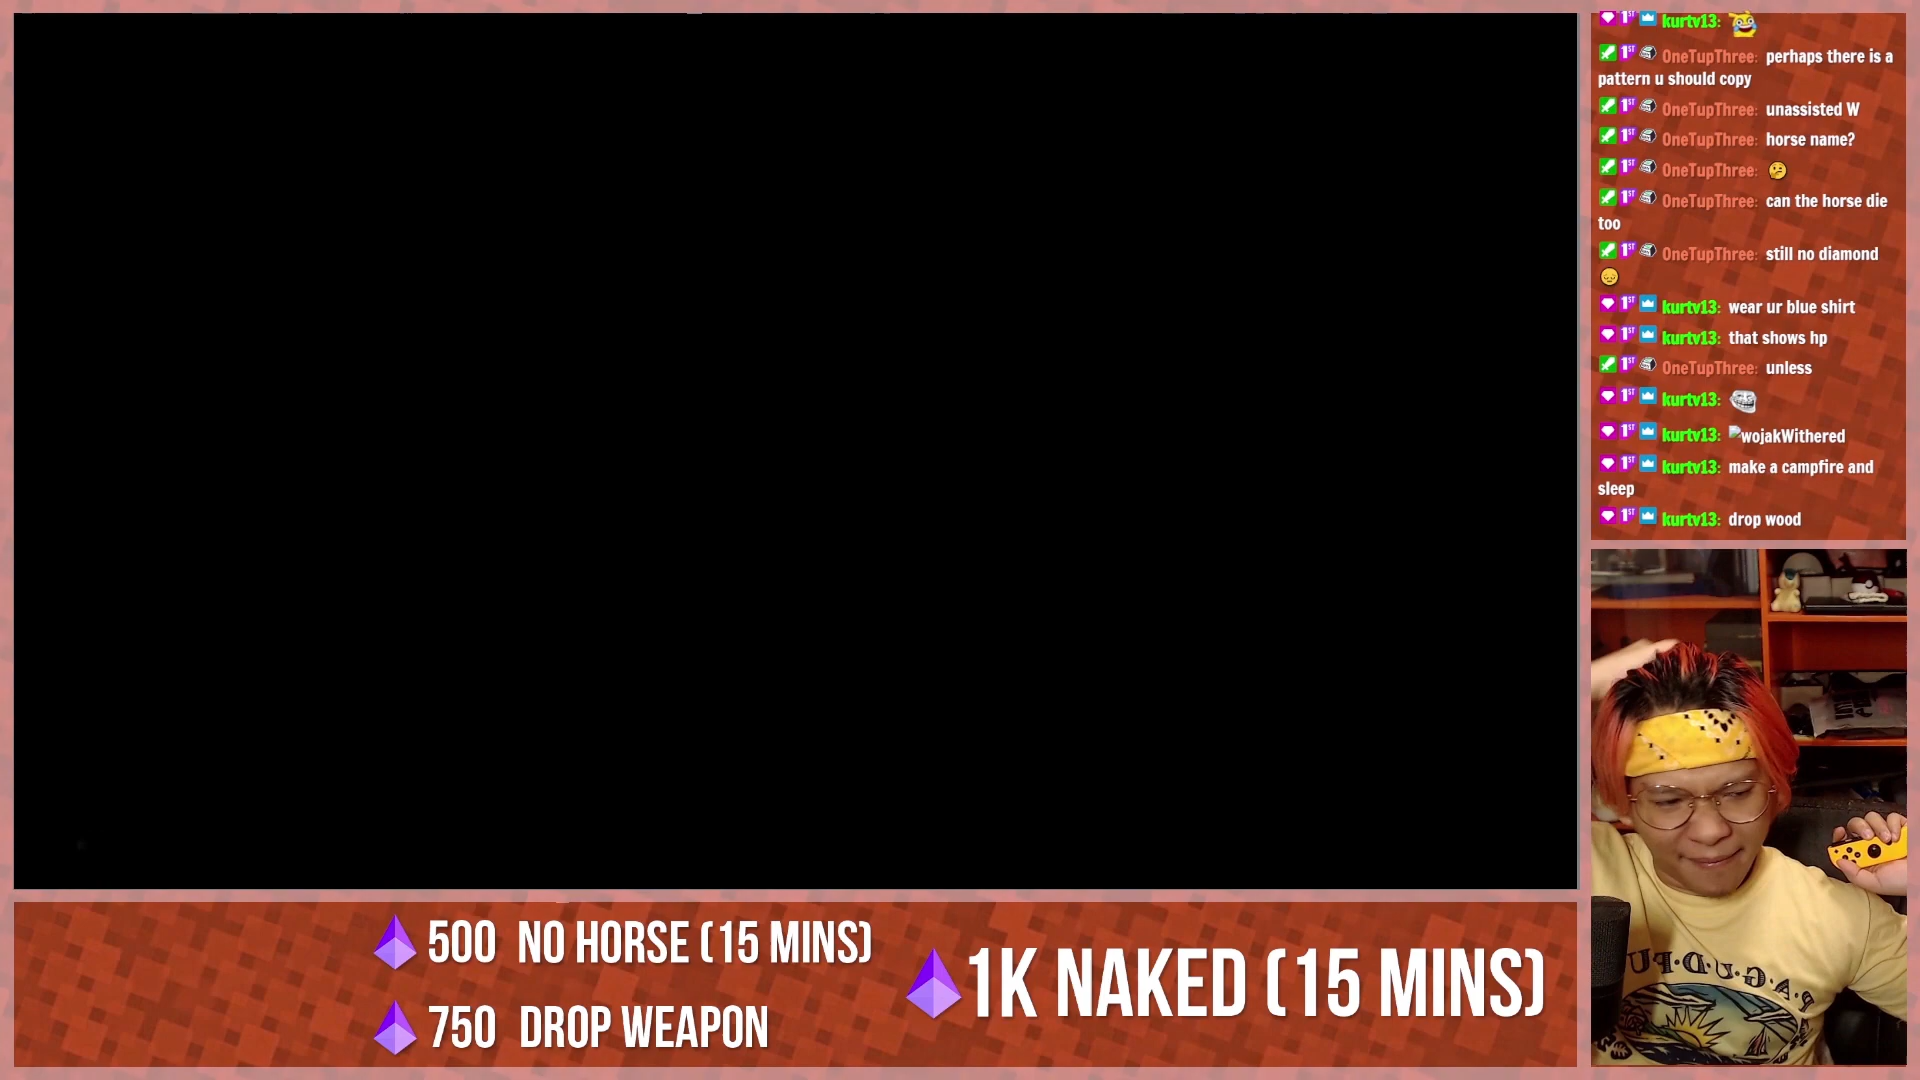 kurtv13:
OneTupThree: perhaps there is a
pattern u should copy
OneTupThree: unassisted W
OneTupThree: horse name?
OneTupThree:
OneTupThree: can the horse die
too
OneTupThree: still no diamond
kurtv13: wear ur blue shirt
kurtv13: that shows hp
OneTupThree: unless
kurtv13:
kurtv13: wojakWithered
kurtv13: make a campfire and
sleep
kurtv13: drop wood
500 NO HORSE (15 MINS)
750 DROP WEAPON
1K NAKED (15 MINS)
P·A·G·U·D·P·U